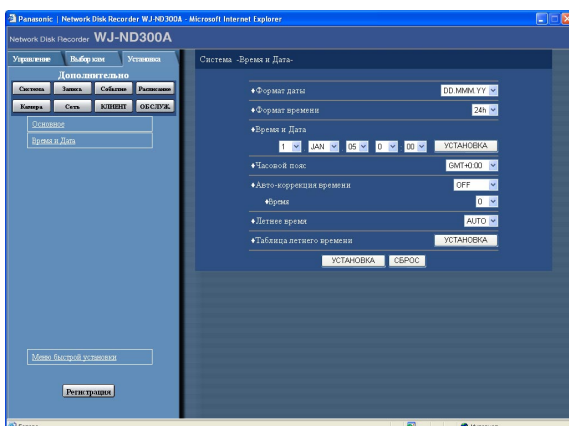 Panasonic | Network Disk Recorder WJ-ND300A - Microsoft Internet Explorer
Network Disk Recorder WJ-ND300A
Управление Выбор кам Установка
Дополнительно
Система Запись Событие Расписание
Камера Сеть КЛИЕНТ ОБСЛУЖ.
Основное
Время и Дата
Меню быстрой установки
Регистрация
Система -Время и Дата-
♦Формат даты DD.MMM.YY
♦Формат времени 24h
♦Время и Дата
1 JAN 05 0 00 УСТАНОВКА
♦Часовой пояс GMT+0:00
♦Авто-коррекция времени OFF
♦Время 0
♦Летнее время AUTO
♦Таблица летнего времени УСТАНОВКА
УСТАНОВКА СБРОС